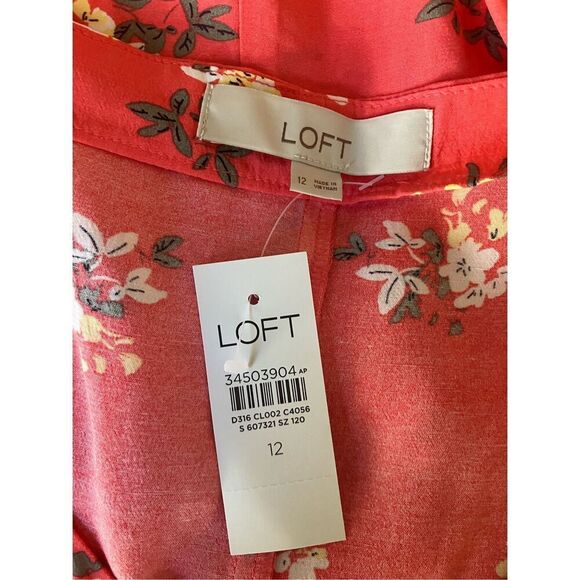 LOFT
12 MADE IN
VIETNAM
LOFT
34503904 AP
D316 CL002 C4056
S 607321 SZ 120
12